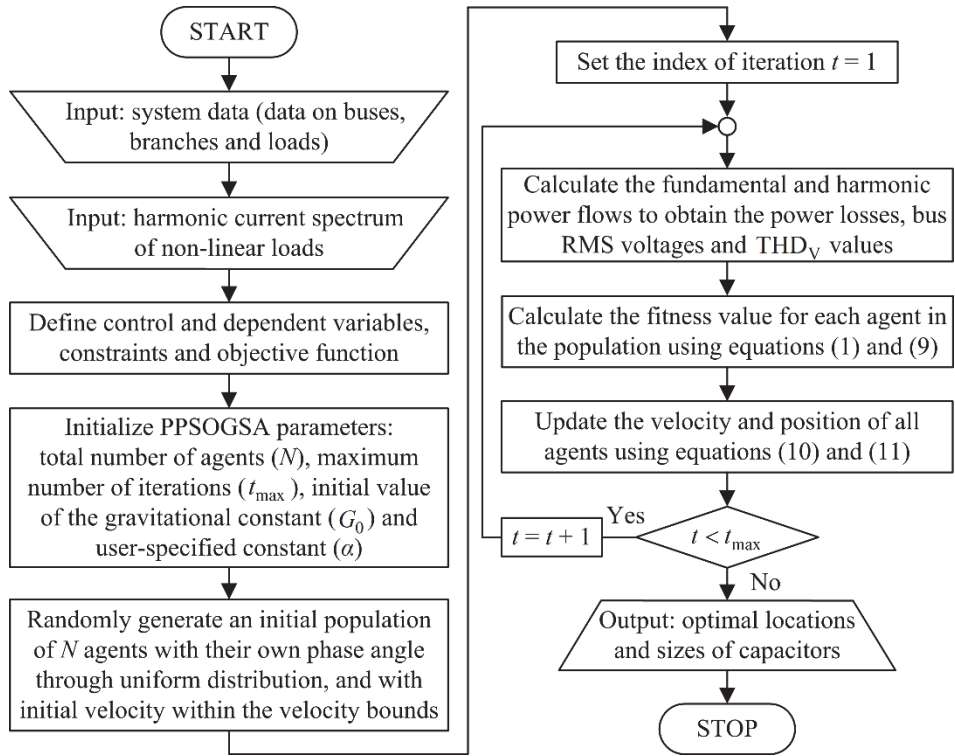 START
Input: system data (data on buses,
branches and loads)
Input: harmonic current spectrum
of non-linear loads
Define control and dependent variables,
constraints and objective function
Initialize PPSOGSA parameters:
total number of agents (N), maximum
number of iterations (t_max), initial value
of the gravitational constant (G_0) and
user-specified constant (α)
Randomly generate an initial population
of N agents with their own phase angle
through uniform distribution, and with
initial velocity within the velocity bounds
Set the index of iteration t = 1
Calculate the fundamental and harmonic
power flows to obtain the power losses, bus
RMS voltages and THD_V values
Calculate the fitness value for each agent in
the population using equations (1) and (9)
Update the velocity and position of all
agents using equations (10) and (11)
t < t_max
Yes
t = t + 1
No
Output: optimal locations
and sizes of capacitors
STOP